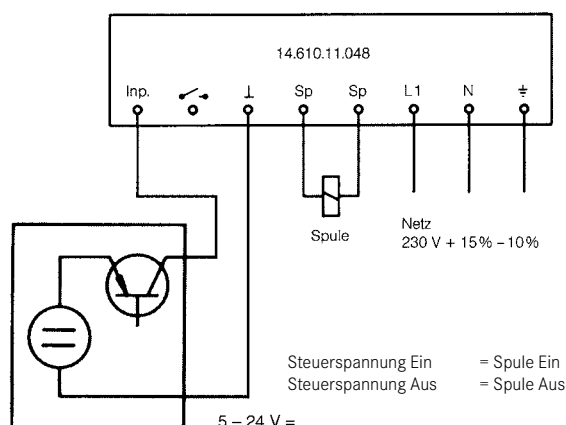 14.610.11.048
Inp. ⊥ Sp Sp L1 N
Spule
Netz
230 V + 15% – 10%
Steuerspannung Ein = Spule Ein
Steuerspannung Aus = Spule Aus
5 – 24 V =